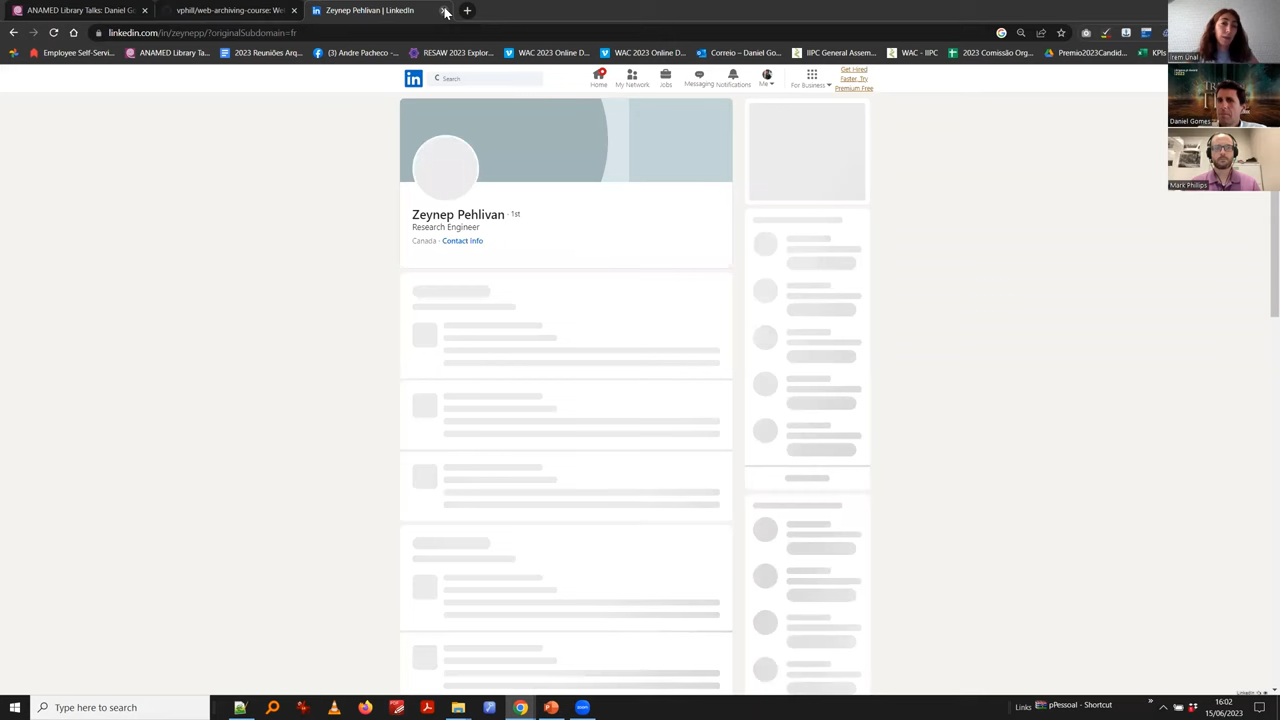 ANAMED Library Talks: Daniel Go
vphill/web-archiving-course: Wet
Zeynep Pehlivan | LinkedIn
linkedin.com/in/zeynepp/?originalSubdomain=fr
Employee Self-Servi...
ANAMED Library Ta...
2023 Reuniões Arq...
(3) Andre Pacheco -...
RESAW 2023 Explor...
WAC 2023 Online D...
WAC 2023 Online D...
Correio – Daniel Go...
IIPC General Assem...
WAC - IIPC
2023 Comissão Org...
Premio2023Candid...
KPIs
Search
Home
My Network
Jobs
Messaging
Notifications
Me
For Business
Get Hired
Faster. Try
Premium Free
Zeynep Pehlivan · 1st
Research Engineer
Canada · Contact info
Irem Ünal
Daniel Gomes
Mark Phillips
Type here to search
Links
pPessoal - Shortcut
16:02
15/06/2023